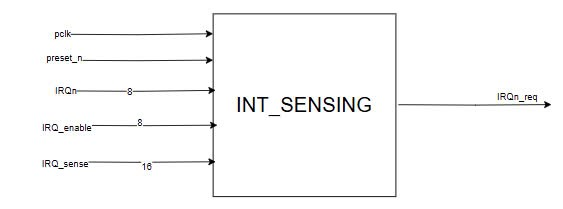 pclk
preset_n
IRQn
8
IRQ_enable
8
IRQ_sense
16
INT_SENSING
IRQn_req